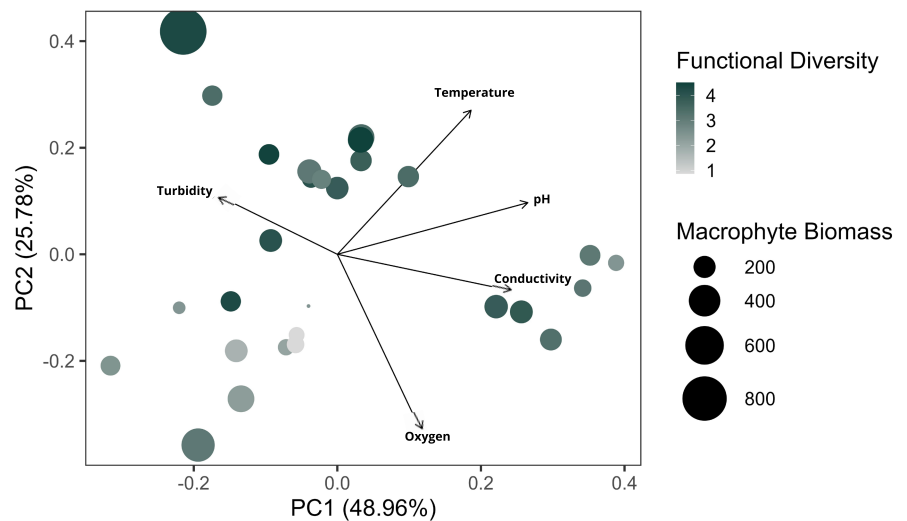 0.4
0.2
0.0
-0.2
PC2 (25.78%)
Temperature
Turbidity
pH
Conductivity
Oxygen
-0.2
0.0
0.2
0.4
PC1 (48.96%)
Functional Diversity
4
3
2
1
Macrophyte Biomass
200
400
600
800